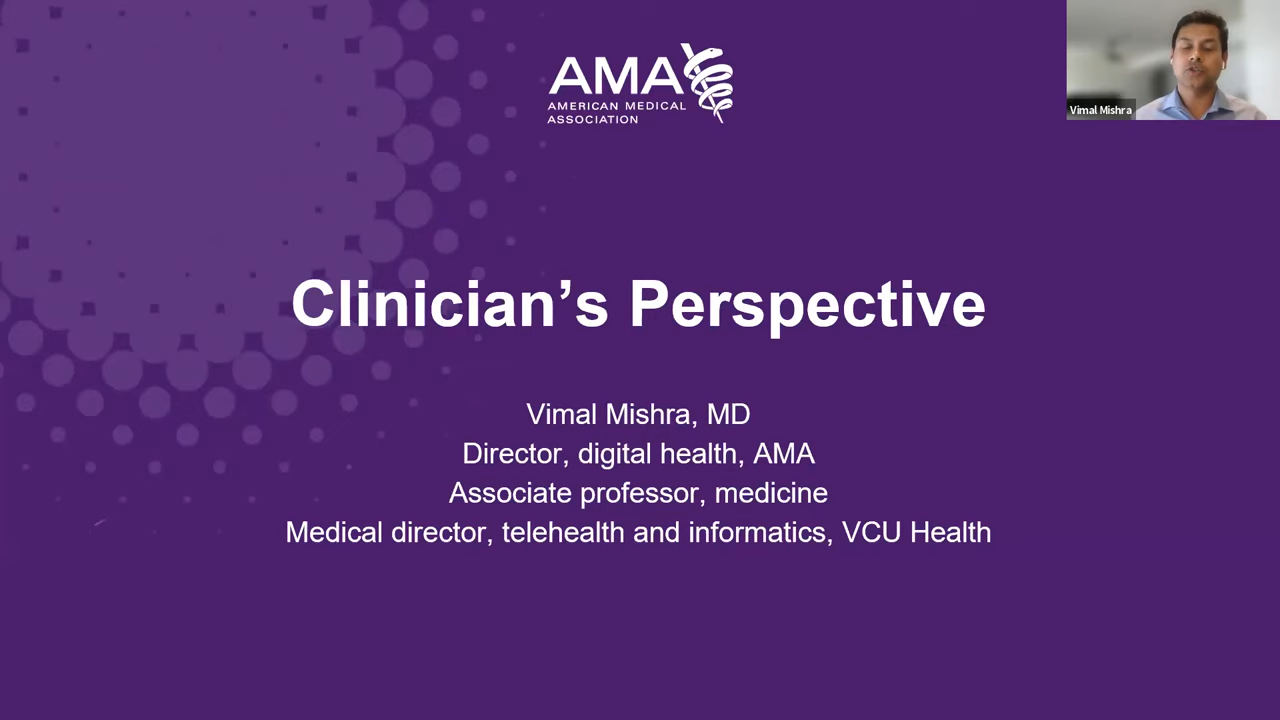 AMA
AMERICAN MEDICAL
ASSOCIATION
Vimal Mishra
Clinician’s Perspective
Vimal Mishra, MD
Director, digital health, AMA
Associate professor, medicine
Medical director, telehealth and informatics, VCU Health